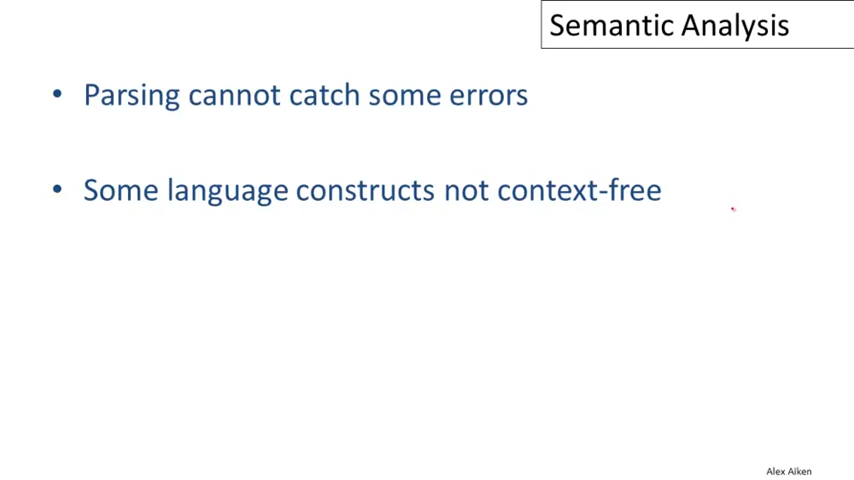 Semantic Analysis
• Parsing cannot catch some errors
• Some language constructs not context-free
Alex Aiken